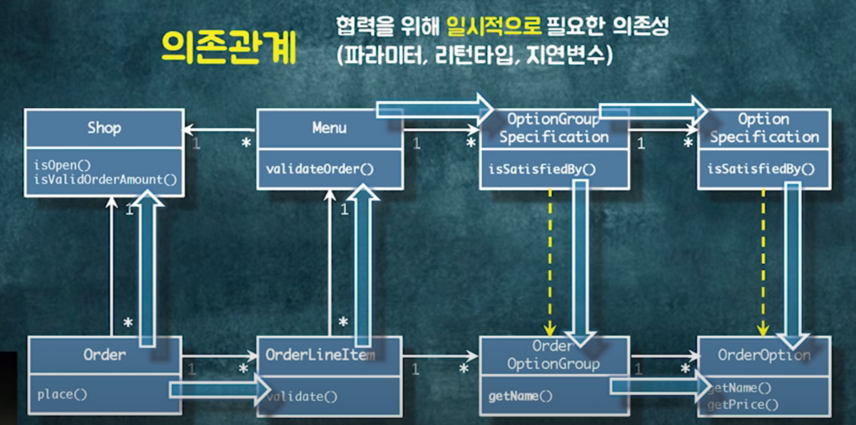 의존관계
협력을 위해 일시적으로 필요한 의존성
(파라미터, 리턴타입, 지연변수)
Shop
isOpen()
isValidOrderAmount()
1
*
Menu
validateOrder()
1
*
OptionGroup
Specification
isSatisfiedBy()
1
*
Option
Specification
isSatisfiedBy()
1
1
*
*
Order
place()
1
*
OrderLineItem
validate()
1
*
Order
OptionGroup
getName()
1
*
OrderOption
getName()
getPrice()